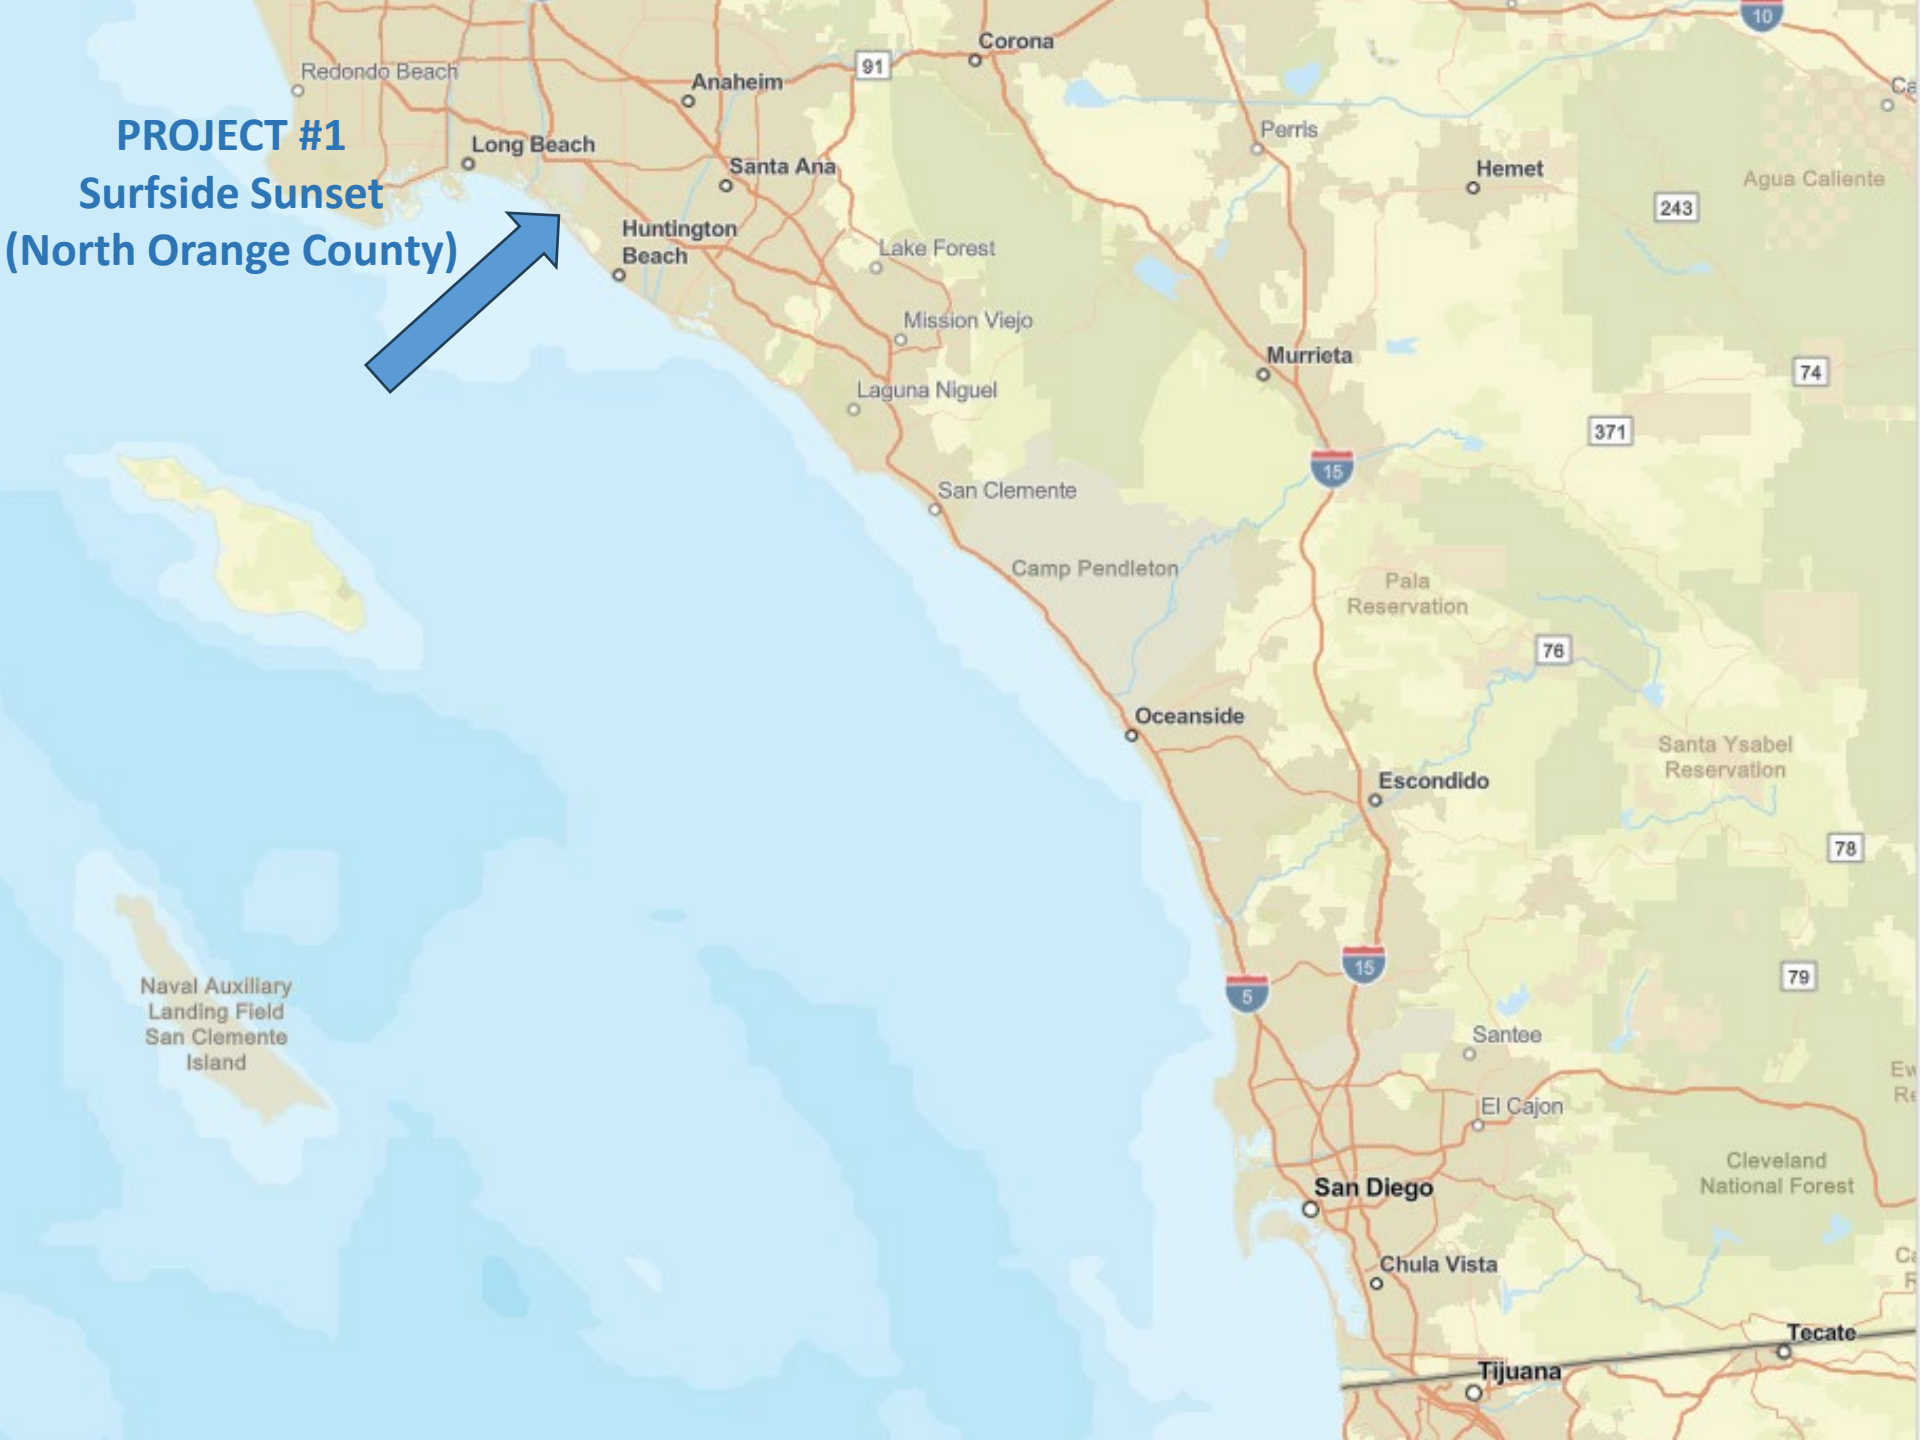 10
Corona
91
Redondo Beach
Anaheim
Ca
PROJECT #1
Surfside Sunset
(North Orange County)
Long Beach
Perris
Santa Ana
Hemet
Agua Caliente
243
Huntington
Beach
Lake Forest
Mission Viejo
Murrieta
74
Laguna Niguel
371
15
San Clemente
Camp Pendleton
Pala
Reservation
76
Oceanside
Santa Ysabel
Reservation
Escondido
78
Naval Auxiliary
Landing Field
San Clemente
Island
15
5
79
Santee
Ew
Re
El Cajon
Cleveland
National Forest
San Diego
Chula Vista
Tecate
Tijuana